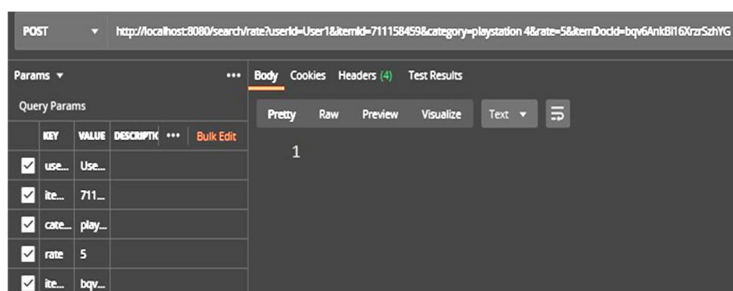 POST http://localhost:8080/search/rate?userId=User1&itemId=711158459&category=playstation 4&rate=5&itemDocId=bqv6AnkBl16XrzrSzhYG
Params ••• Body Cookies Headers (4) Test Results
Query Params
Pretty Raw Preview Visualize Text
KEY VALUE DESCRIPTIC ••• Bulk Edit
1
use... Use...
ite... 711...
cate... play...
rate 5
ite... bqv...